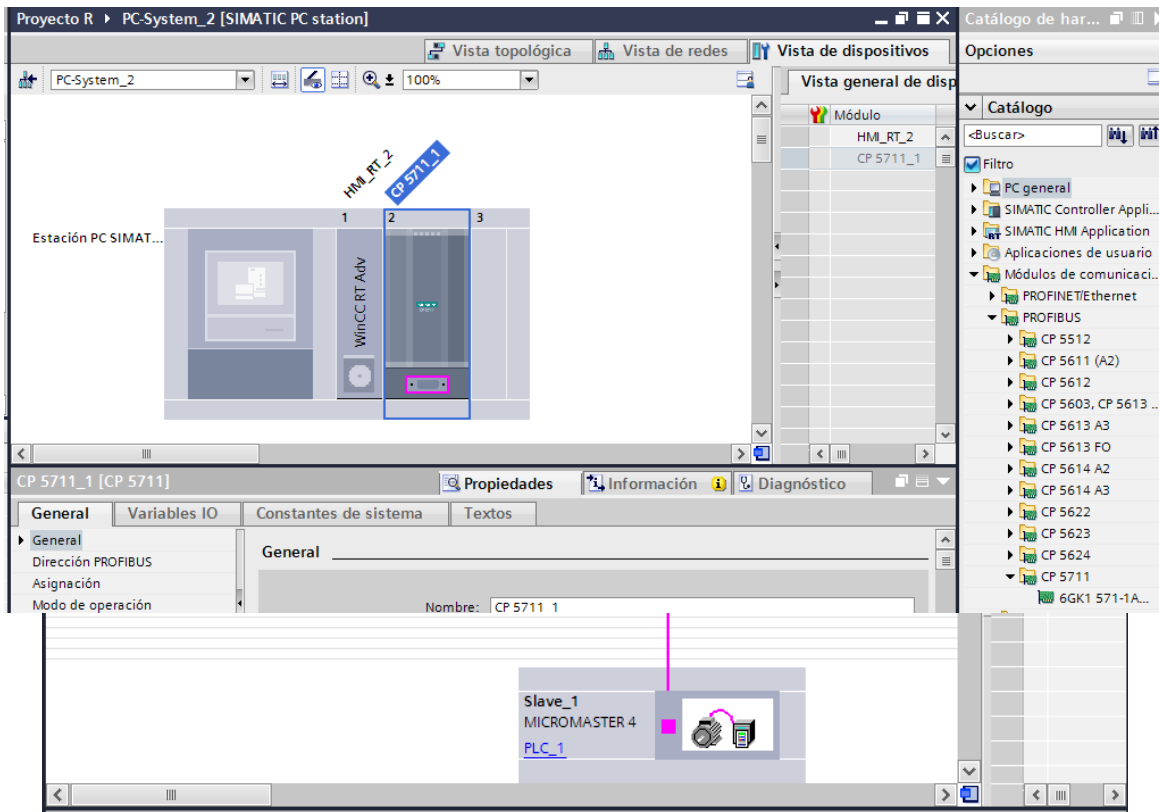 Proyecto R ▸ PC-System_2 [SIMATIC PC station]
Catálogo de har...
Vista topológica
Vista de redes
Vista de dispositivos
Opciones
PC-System_2
100%
Vista general de disp
Módulo
HMI_RT_2
CP 5711_1
HMI_RT_2
CP 5711_1
1
2
3
Estación PC SIMAT...
WinCC RT Adv
Catálogo
<Buscar>
Filtro
PC general
SIMATIC Controller Appli...
SIMATIC HMI Application
Aplicaciones de usuario
Módulos de comunicaci...
PROFINET/Ethernet
PROFIBUS
CP 5512
CP 5611 (A2)
CP 5612
CP 5603, CP 5613 ..
CP 5613 A3
CP 5613 FO
CP 5614 A2
CP 5614 A3
CP 5622
CP 5623
CP 5624
CP 5711
6GK1 571-1A...
CP 5711_1 [CP 5711]
Propiedades
Información
Diagnóstico
General
Variables IO
Constantes de sistema
Textos
General
Dirección PROFIBUS
Asignación
Modo de operación
General
Nombre: CP 5711_1
Slave_1
MICROMASTER 4
PLC_1